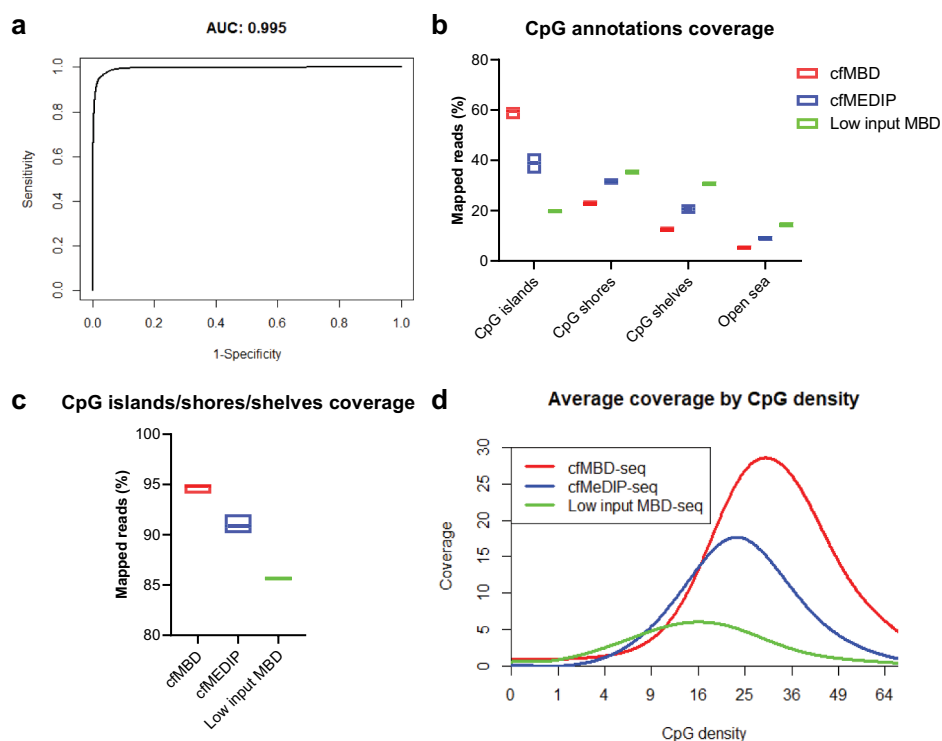 a
AUC: 0.995
Sensitivity
1.0
0.8
0.6
0.4
0.2
0.0
0.0 0.2 0.4 0.6 0.8 1.0
1-Specificity
b
CpG annotations coverage
Mapped reads (%)
80
60
40
20
0
CpG islands
CpG shores
CpG shelves
Open sea
cfMBD
cfMEDIP
Low input MBD
c
CpG islands/shores/shelves coverage
Mapped reads (%)
100
95
90
85
80
cfMBD
cfMEDIP
Low input MBD
d
Average coverage by CpG density
Coverage
30
25
20
15
10
5
0
cfMBD-seq
cfMeDIP-seq
Low input MBD-seq
0 1 4 9 16 25 36 49 64
CpG density